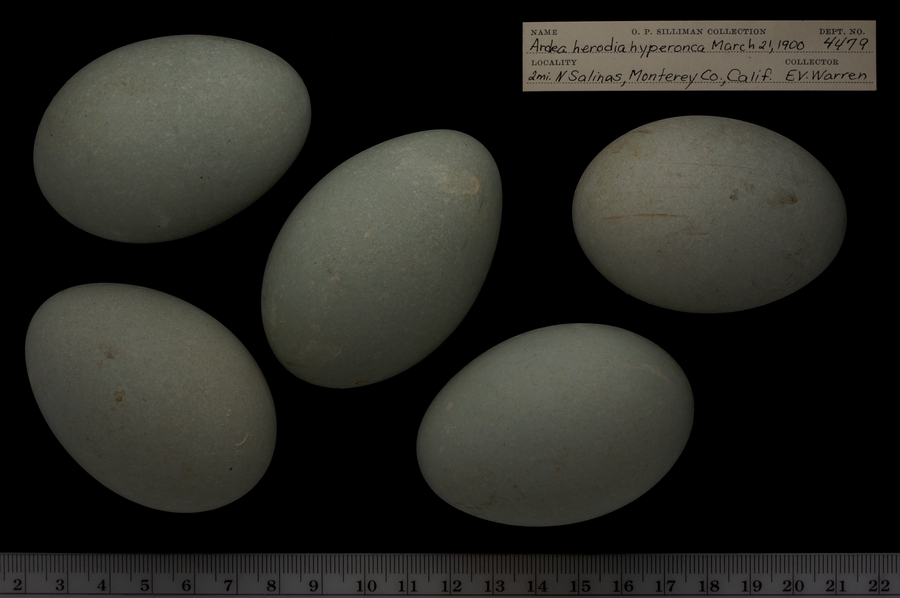 NAME O. P. SILLIMAN COLLECTION DEPT. NO.
Ardea herodia hyperonca March 21, 1900 4479
LOCALITY COLLECTOR
2mi. N Salinas, Monterey Co., Calif. E.V. Warren
2 3 4 5 6 7 8 9 10 11 12 13 14 15 16 17 18 19 20 21 22